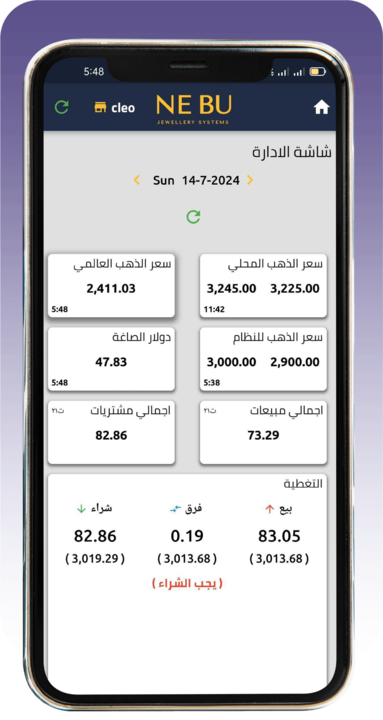 5:48
cleo
NE BU
JEWELLERY SYSTEMS
شاشة الادارة
Sun 14-7-2024
سعر الذهب المحلي
3,245.00 3,225.00
11:42
سعر الذهب العالمي
2,411.03
5:48
سعر الذهب للنظام
3,000.00 2,900.00
5:38
دولار الصاغة
47.83
5:48
اجمالي مبيعات ت٢١
73.29
اجمالي مشتريات ت٢١
82.86
التغطية
بيع فرق شراء
82.86 0.19 83.05
(3,019.29) (3,013.68) (3,013.68)
(يجب الشراء)